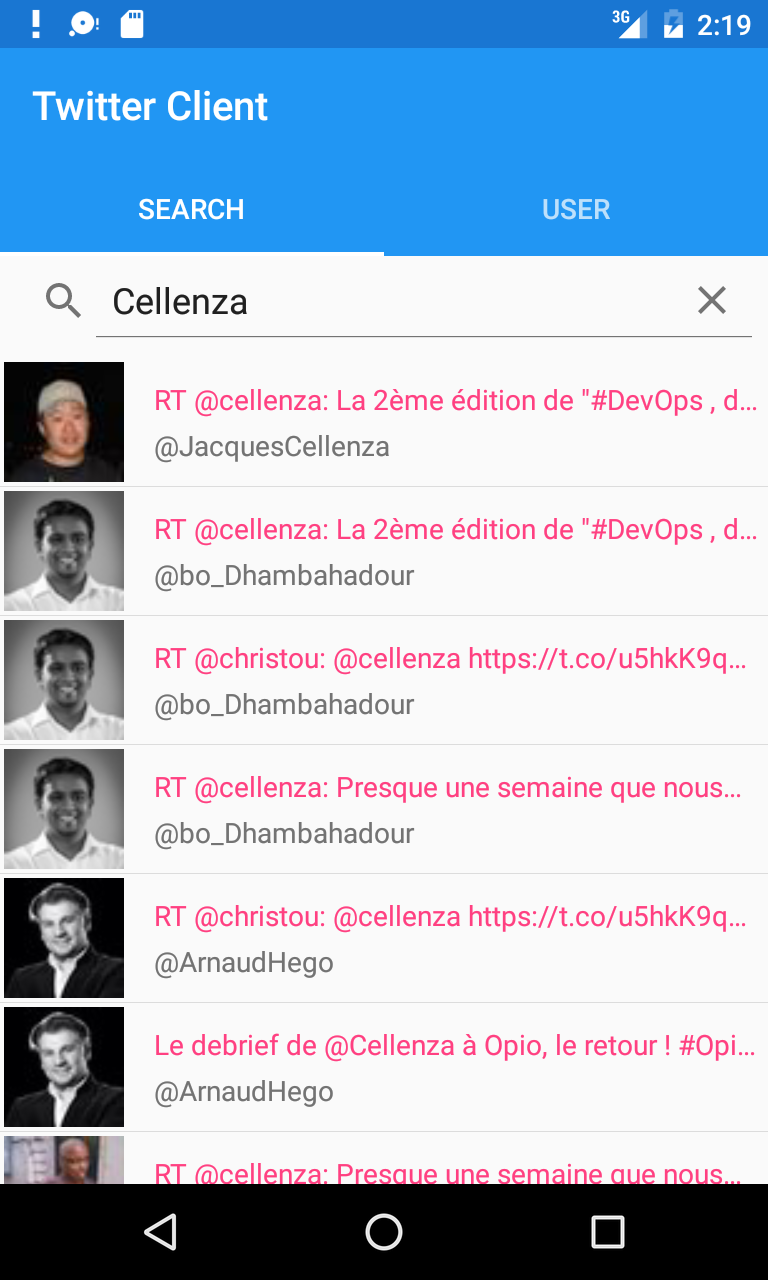 3G 2:19
Twitter Client
SEARCH USER
Cellenza
RT @cellenza: La 2ème édition de "#DevOps , d...
@JacquesCellenza
RT @cellenza: La 2ème édition de "#DevOps , d...
@bo_Dhambahadour
RT @christou: @cellenza https://t.co/u5hkK9q...
@bo_Dhambahadour
RT @cellenza: Presque une semaine que nous...
@bo_Dhambahadour
RT @christou: @cellenza https://t.co/u5hkK9q...
@ArnaudHego
Le debrief de @Cellenza à Opio, le retour ! #Opi...
@ArnaudHego
RT @cellenza: Presque une semaine que nous...